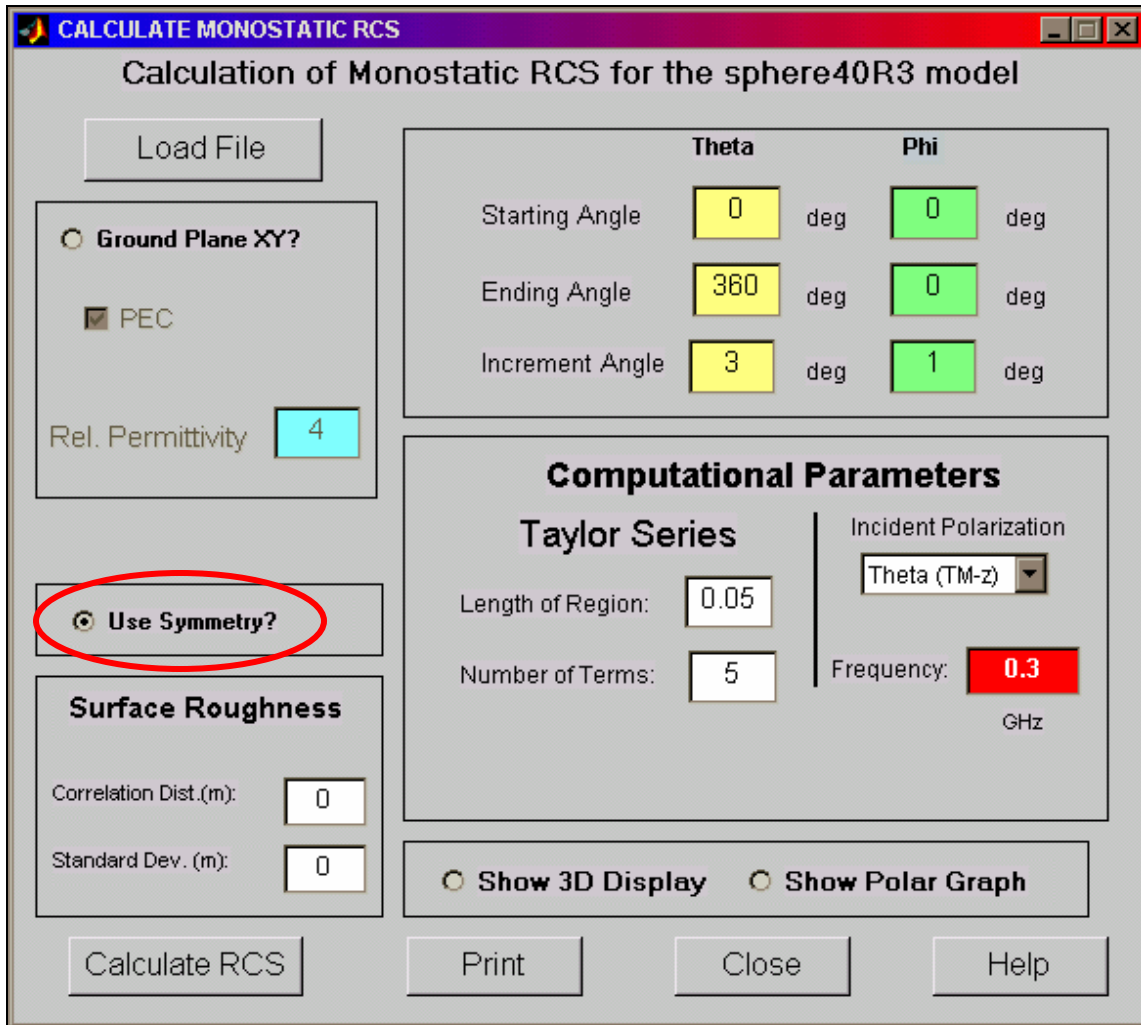 CALCULATE MONOSTATIC RCS
Calculation of Monostatic RCS for the sphere40R3 model
Load File
Theta Phi
Starting Angle 0 deg 0 deg
Ending Angle 360 deg 0 deg
Increment Angle 3 deg 1 deg
Ground Plane XY?
PEC
Rel. Permittivity 4
Use Symmetry?
Computational Parameters
Taylor Series
Length of Region: 0.05
Number of Terms: 5
Incident Polarization
Theta (TM-z)
Frequency: 0.3
GHz
Surface Roughness
Correlation Dist.(m): 0
Standard Dev. (m): 0
Show 3D Display Show Polar Graph
Calculate RCS Print Close Help